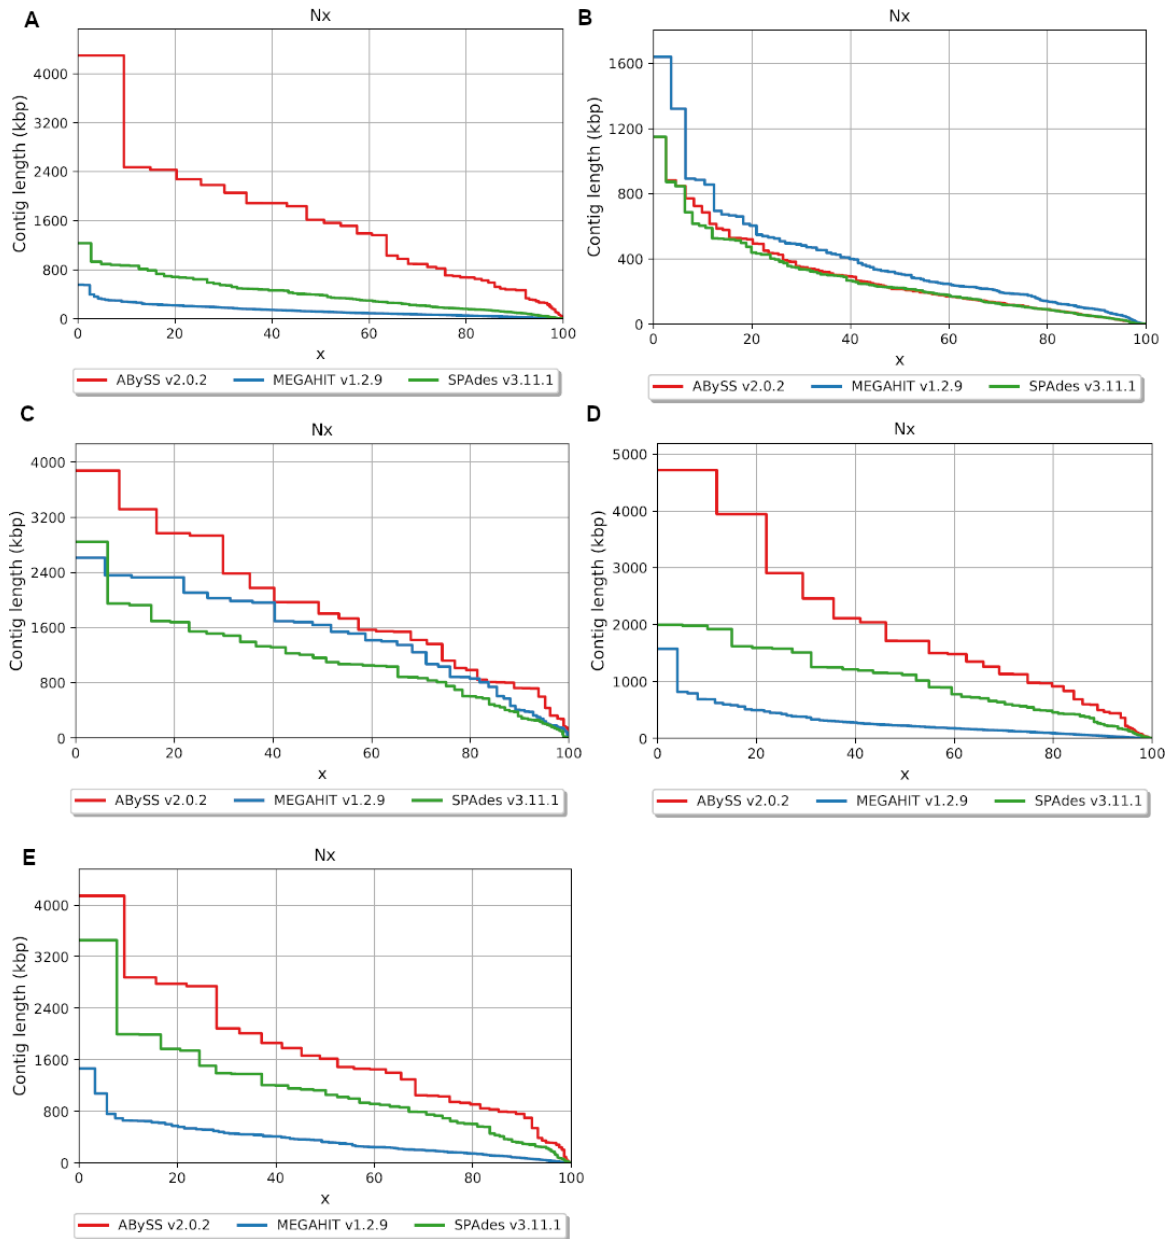 A
Nx
Contig length (kbp)
4000
3200
2400
1600
800
0
0 20 40 60 80 100
x
ABySS v2.0.2 MEGAHIT v1.2.9 SPAdes v3.11.1
B
Nx
Contig length (kbp)
1600
1200
800
400
0
0 20 40 60 80 100
x
ABySS v2.0.2 MEGAHIT v1.2.9 SPAdes v3.11.1
C
Nx
Contig length (kbp)
4000
3200
2400
1600
800
0
0 20 40 60 80 100
x
ABySS v2.0.2 MEGAHIT v1.2.9 SPAdes v3.11.1
D
Nx
Contig length (kbp)
5000
4000
3000
2000
1000
0
0 20 40 60 80 100
x
ABySS v2.0.2 MEGAHIT v1.2.9 SPAdes v3.11.1
E
Nx
Contig length (kbp)
4000
3200
2400
1600
800
0
0 20 40 60 80 100
x
ABySS v2.0.2 MEGAHIT v1.2.9 SPAdes v3.11.1